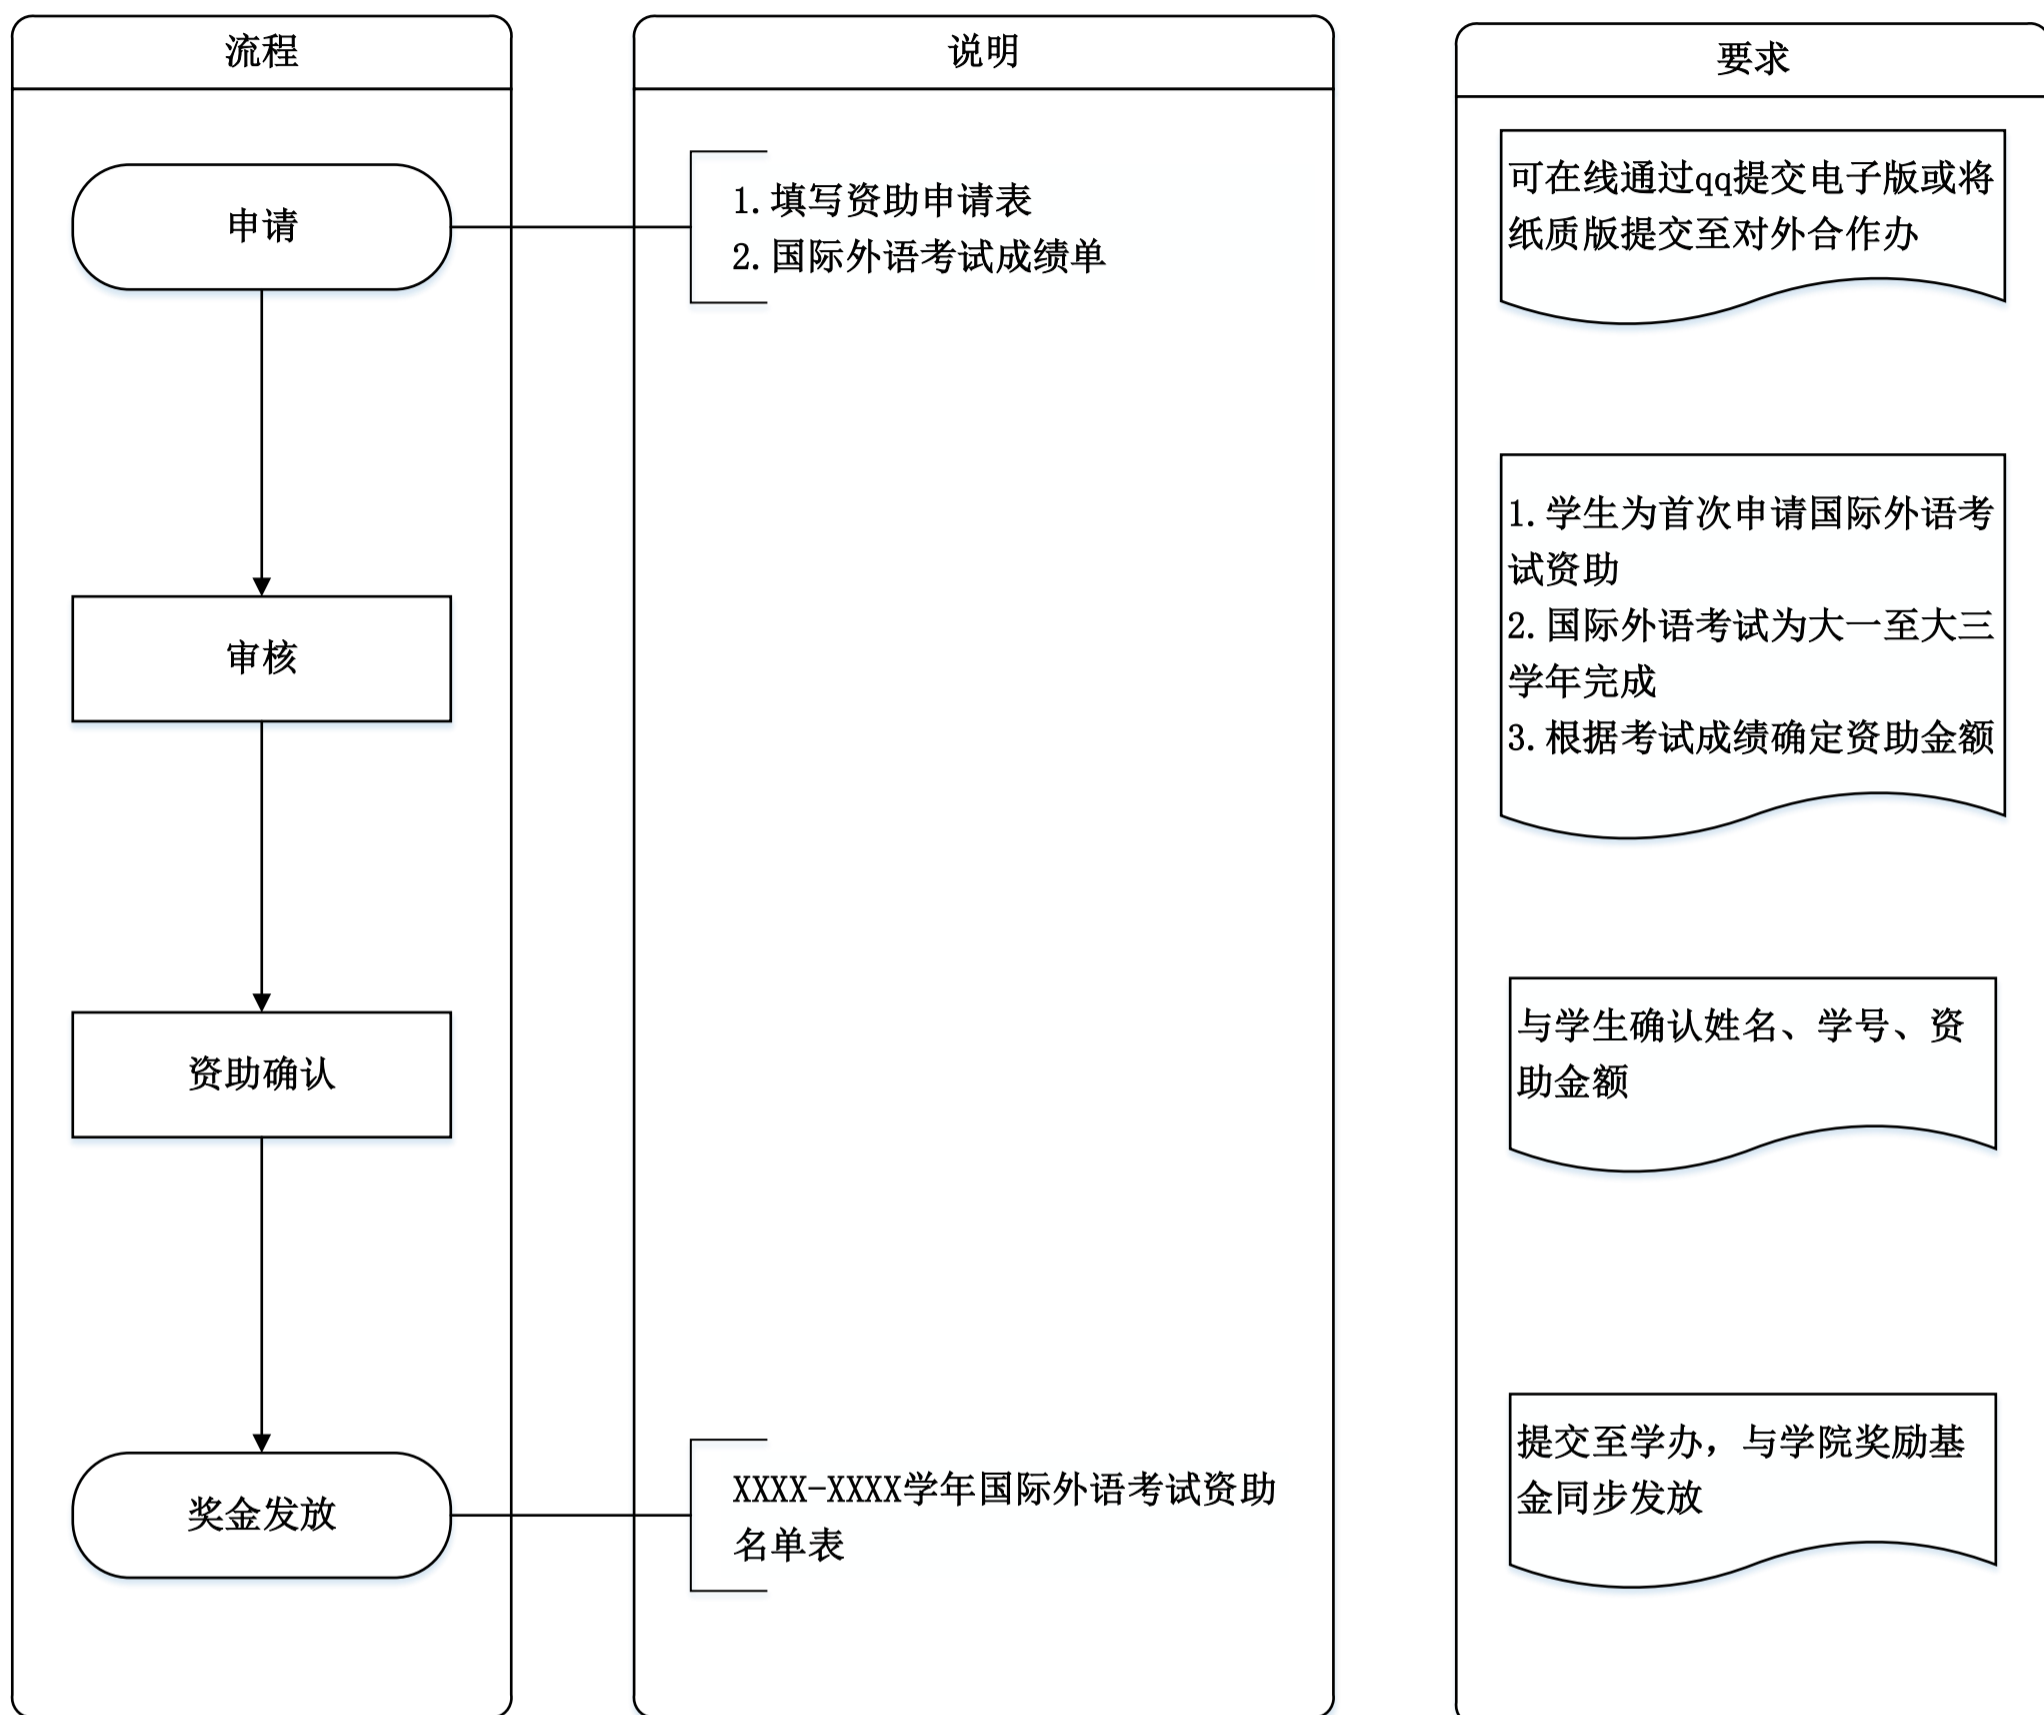 流程
说明
要求
申请
1.填写资助申请表
2.国际外语考试成绩单
可在线通过qq提交电子版或将
纸质版提交至对外合作办
审核
1.学生为首次申请国际外语考
试资助
2.国际外语考试为大一至大三
学年完成
3.根据考试成绩确定资助金额
资助确认
与学生确认姓名、学号、资
助金额
奖金发放
XXXX-XXXX学年国际外语考试资助
名单表
提交至学办，与学院奖励基
金同步发放